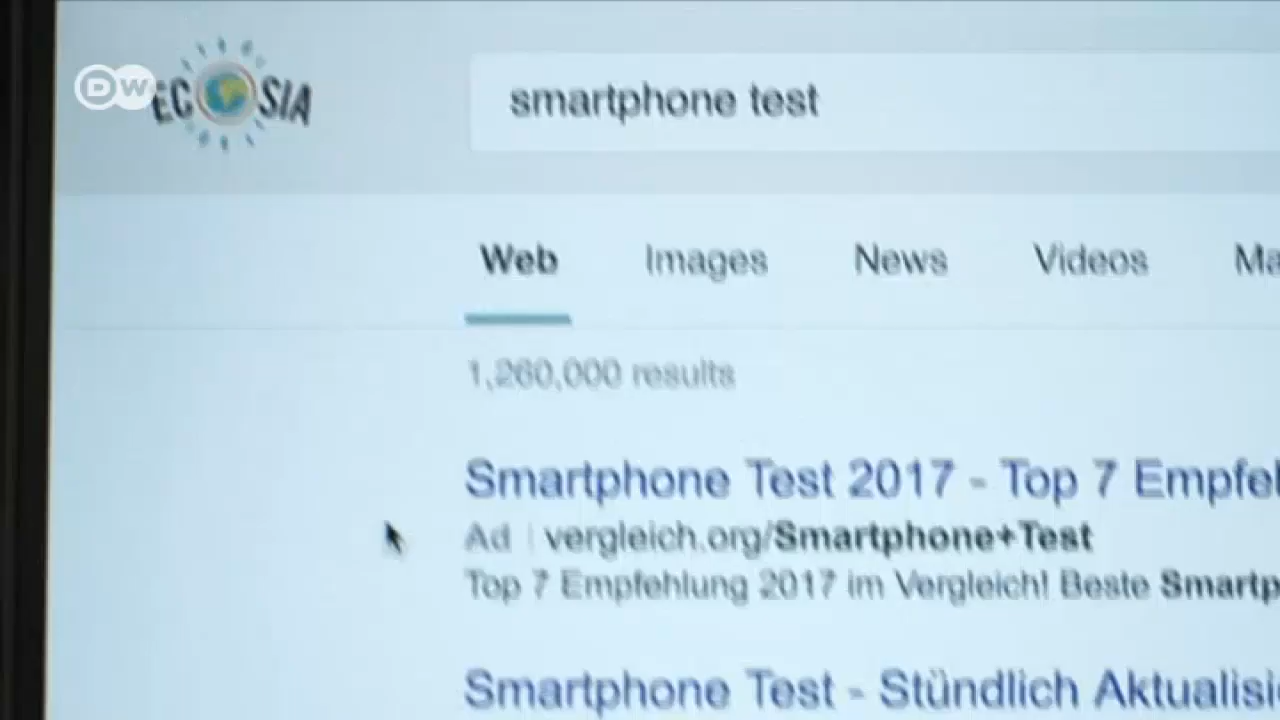 DW
ECOSIA
smartphone test
Web Images News Videos
1,260,000 results
Smartphone Test 2017 - Top 7
Ad vergleich.org/Smartphone+Test
Top 7 Empfehlung 2017 im Vergleich! Beste
Smartphone Test - Stündlich